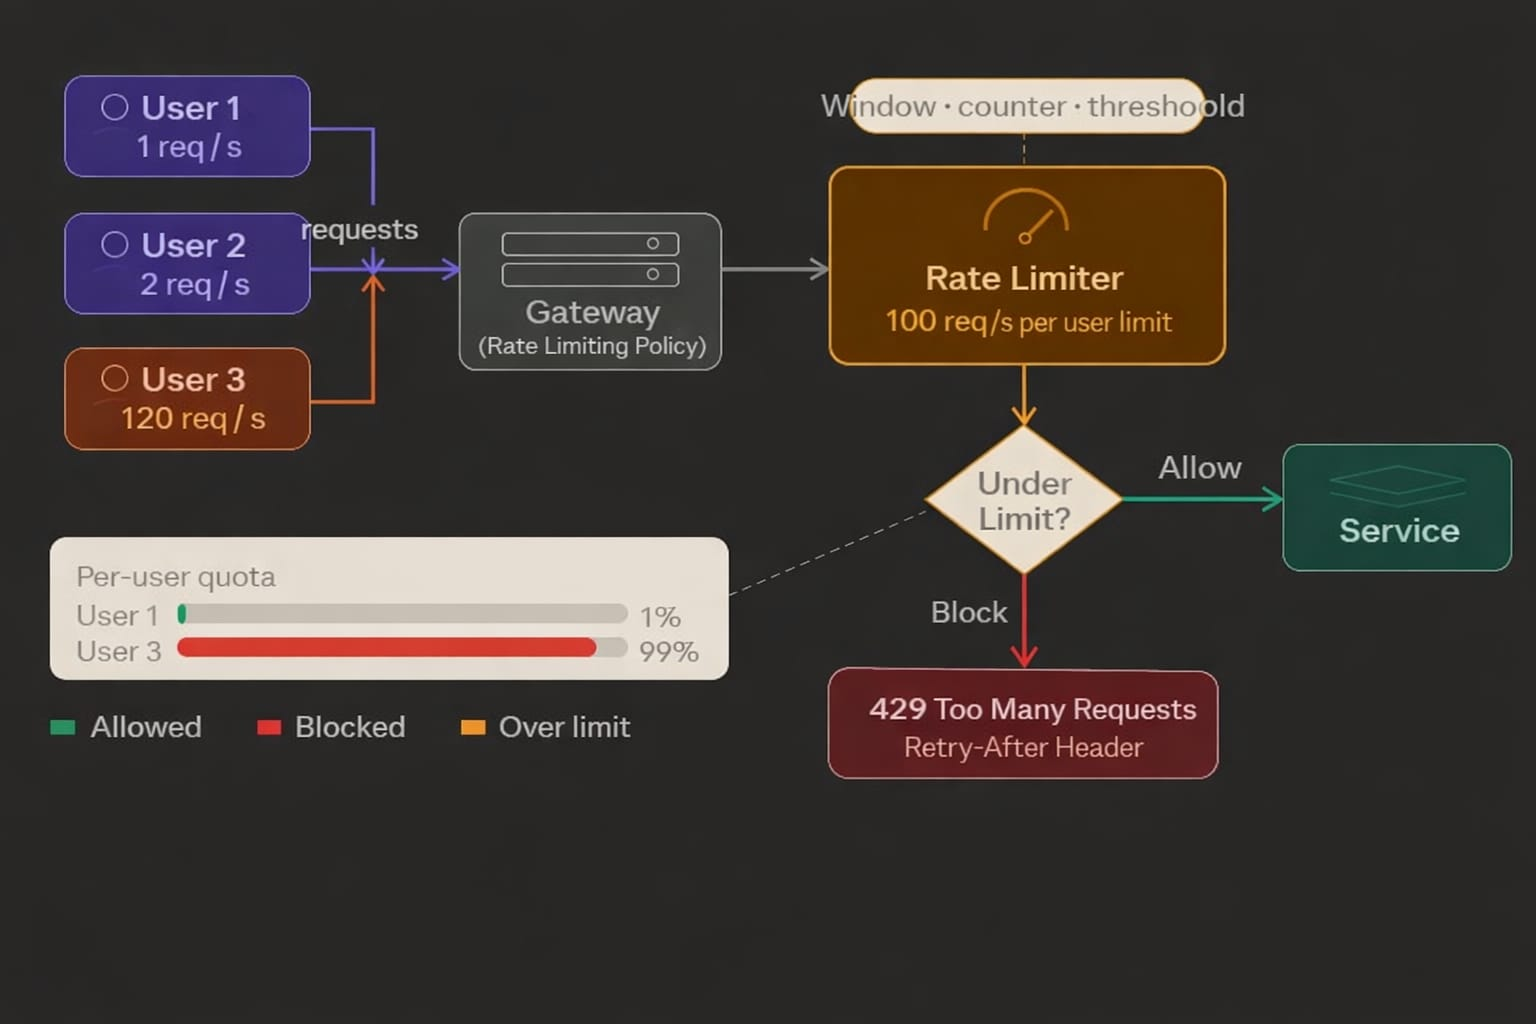 User 1
1 req / s
User 2
2 req / s
User 3
120 req / s
requests
Gateway
(Rate Limiting Policy)
Window · counter · threshoold
Rate Limiter
100 req/s per user limit
Under
Limit?
Allow
Service
Block
429 Too Many Requests
Retry-After Header
Per-user quota
User 1 1%
User 3 99%
Allowed Blocked Over limit